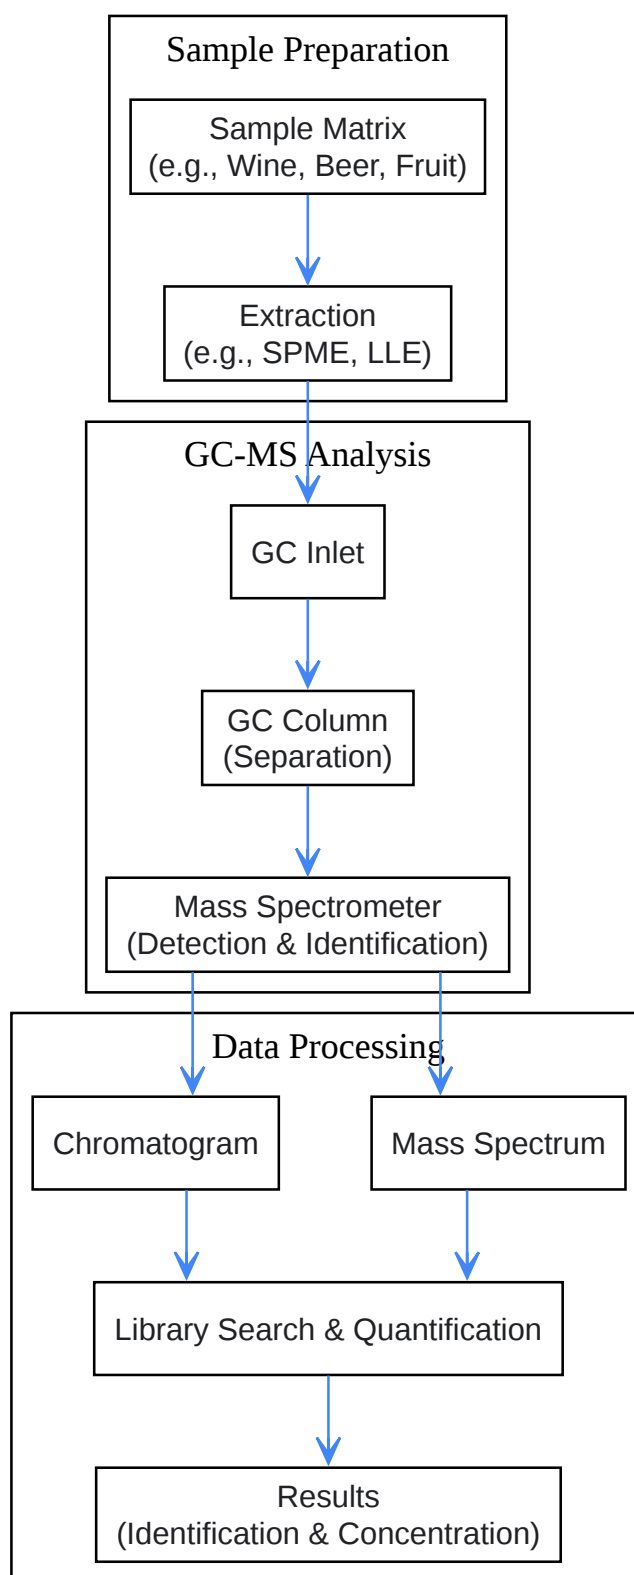 Sample Preparation
Sample Matrix
(e.g., Wine, Beer, Fruit)
Extraction
(e.g., SPME, LLE)
GC-MS Analysis
GC Inlet
GC Column
(Separation)
Mass Spectrometer
(Detection & Identification)
Data Processing
Chromatogram
Mass Spectrum
Library Search & Quantification
Results
(Identification & Concentration)